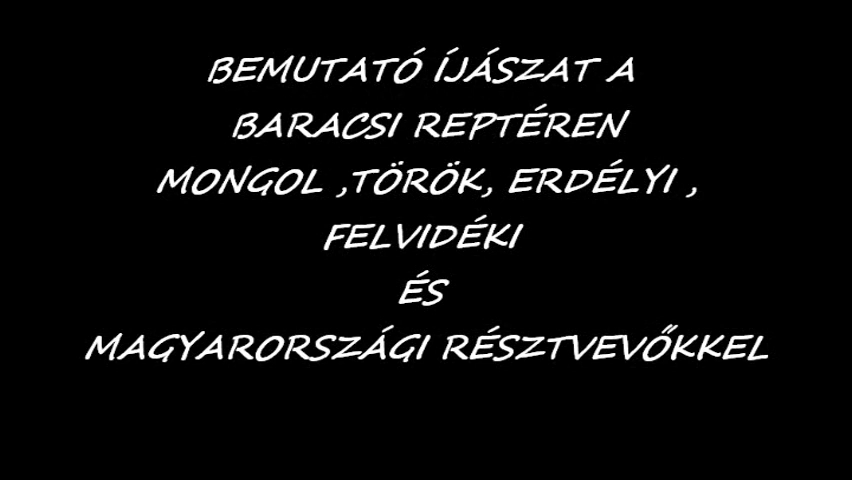 BEMUTATÓ ÍJÁSZAT A
BARACSI REPTÉREN
MONGOL ,TÖRÖK, ERDÉLYI ,
FELVIDÉKI
ÉS
MAGYARORSZÁGI RÉSZTVEVŐKKEL